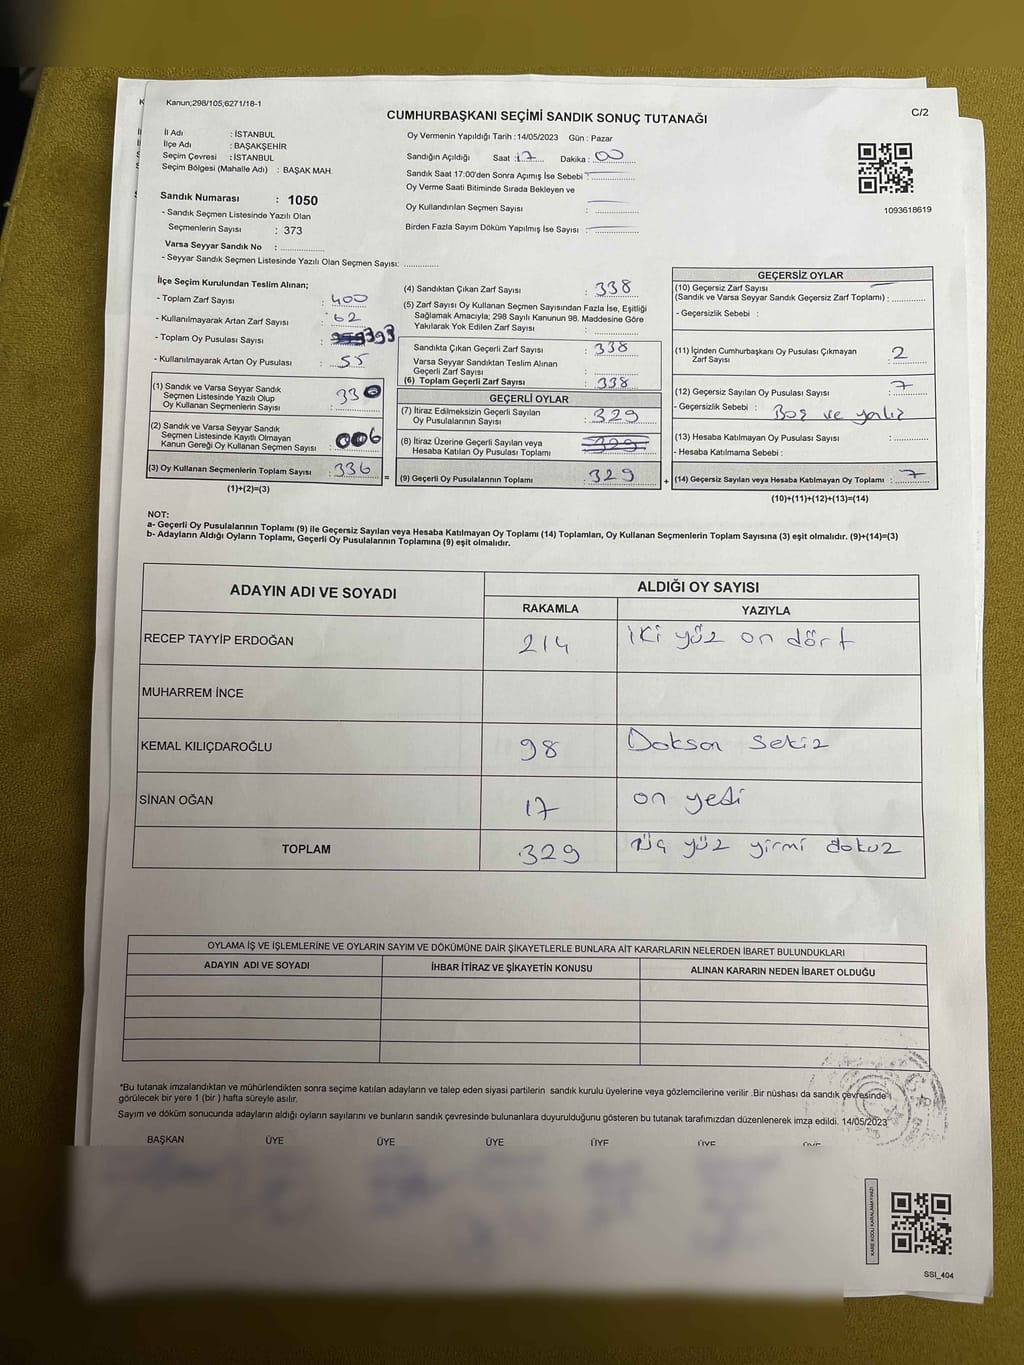 Kanun;298/105,6271/18-1
CUMHURBAŞKANI SEÇİMİ SANDIK SONUÇ TUTANAĞI
C/2
İl Adı : İSTANBUL
İlçe Adı : BAŞAKŞEHİR
Seçim Çevresi : İSTANBUL
Seçim Bölgesi (Mahalle Adı) : BAŞAK MAH.
Sandık Numarası : 1050
- Sandık Seçmen Listesinde Yazılı Olan
Seçmenlerin Sayısı : 373
Varsa Seyyar Sandık No : ............
- Seyyar Sandık Seçmen Listesinde Yazılı Olan Seçmen Sayısı: ............
Oy Vermenin Yapıldığı Tarih : 14/05/2023 Gün : Pazar
Sandığın Açıldığı Saat : 17 Dakika : 00
Sandık Saat 17:00'den Sonra Açımış İse Sebebi : ............
Oy Verme Saati Bitiminde Sırada Bekleyen ve
Oy Kullandırılan Seçmen Sayısı : ............
Birden Fazla Sayım Döküm Yapılmış İse Sayısı : ............
1093618619
İlçe Seçim Kurulundan Teslim Alınan;
- Toplam Zarf Sayısı : 400
- Kullanılmayarak Artan Zarf Sayısı : 62
- Toplam Oy Pusulası Sayısı : 393
- Kullanılmayarak Artan Oy Pusulası : 55
(1) Sandık ve Varsa Seyyar Sandık
Seçmen Listesinde Yazılı Olup
Oy Kullanan Seçmenlerin Sayısı : 330
(2) Sandık ve Varsa Seyyar Sandık
Seçmen Listesinde Kayıtlı Olmayan
Kanun Gereği Oy Kullanan Seçmen Sayısı : 006
(3) Oy Kullanan Seçmenlerin Toplam Sayısı : 336
(1)+(2)=(3)
(4) Sandıktan Çıkan Zarf Sayısı : 338
(5) Zarf Sayısı Oy Kullanan Seçmen Sayısından Fazla İse, Eşitliği
Sağlamak Amacıyla; 298 Sayılı Kanunun 98. Maddesine Göre
Yakılarak Yok Edilen Zarf Sayısı : ............
Sandıkta Çıkan Geçerli Zarf Sayısı : 338
Varsa Seyyar Sandıktan Teslim Alınan
Geçerli Zarf Sayısı : ............
(6) Toplam Geçerli Zarf Sayısı : 338
GEÇERLİ OYLAR
(7) İtiraz Edilmeksizin Geçerli Sayılan
Oy Pusulalarının Sayısı : 329
(8) İtiraz Üzerine Geçerli Sayılan veya
Hesaba Katılan Oy Pusulası Toplamı : 329
= (9) Geçerli Oy Pusulalarının Toplamı : 329 +
GEÇERSİZ OYLAR
(10) Geçersiz Zarf Sayısı
(Sandık ve Varsa Seyyar Sandık Geçersiz Zarf Toplamı) : ............
- Geçersizlik Sebebi :
(11) İçinden Cumhurbaşkanı Oy Pusulası Çıkmayan
Zarf Sayısı : 2
(12) Geçersiz Sayılan Oy Pusulası Sayısı : 7
- Geçersizlik Sebebi : Boş ve
(13) Hesaba Katılmayan Oy Pusulası Sayısı : ............
- Hesaba Katılmama Sebebi :
(14) Geçersiz Sayılan veya Hesaba Katılmayan Oy Toplamı : 7
(10)+(11)+(12)+(13)=(14)
NOT:
a- Geçerli Oy Pusulalarının Toplamı (9) ile Geçersiz Sayılan veya Hesaba Katılmayan Oy Toplamı (14) Toplamları, Oy Kullanan Seçmenlerin Toplam Sayısına (3) eşit olmalıdır. (9)+(14)=(3)
b- Adayların Aldığı Oyların Toplamı, Geçerli Oy Pusulalarının Toplamına (9) eşit olmalıdır.
ADAYIN ADI VE SOYADI
ALDIĞI OY SAYISI
RAKAMLA YAZIYLA
RECEP TAYYİP ERDOĞAN 214 iki yüz on dört
MUHARREM İNCE
KEMAL KILIÇDAROĞLU 98 Doksan sekiz
SİNAN OĞAN 17 on yedi
TOPLAM 329 üç yüz yirmi dokuz
OYLAMA İŞ VE İŞLEMLERİNE VE OYLARIN SAYIM VE DÖKÜMÜNE DAİR ŞİKAYETLERLE BUNLARA AİT KARARLARIN NELERDEN İBARET BULUNDUKLARI
ADAYIN ADI VE SOYADI İHBAR İTİRAZ VE ŞİKAYETİN KONUSU ALINAN KARARIN NEDEN İBARET OLDUĞU
*Bu tutanak imzalandıktan ve mühürlendikten sonra seçime katılan adayların ve talep eden siyasi partilerin sandık kurulu üyelerine veya gözlemcilerine verilir .Bir nüshası da sandık çevresinde
görülecek bir yere 1 (bir ) hafta süreyle asılır.
Sayım ve döküm sonucunda adayların aldığı oyların sayılarını ve bunların sandık çevresinde bulunanlara duyurulduğunu gösteren bu tutanak tarafımızdan düzenlenerek imza edildi. 14/05/2023
BAŞKAN ÜYE ÜYE ÜYE ÜYE ÜYE ÜYE
SSI_404